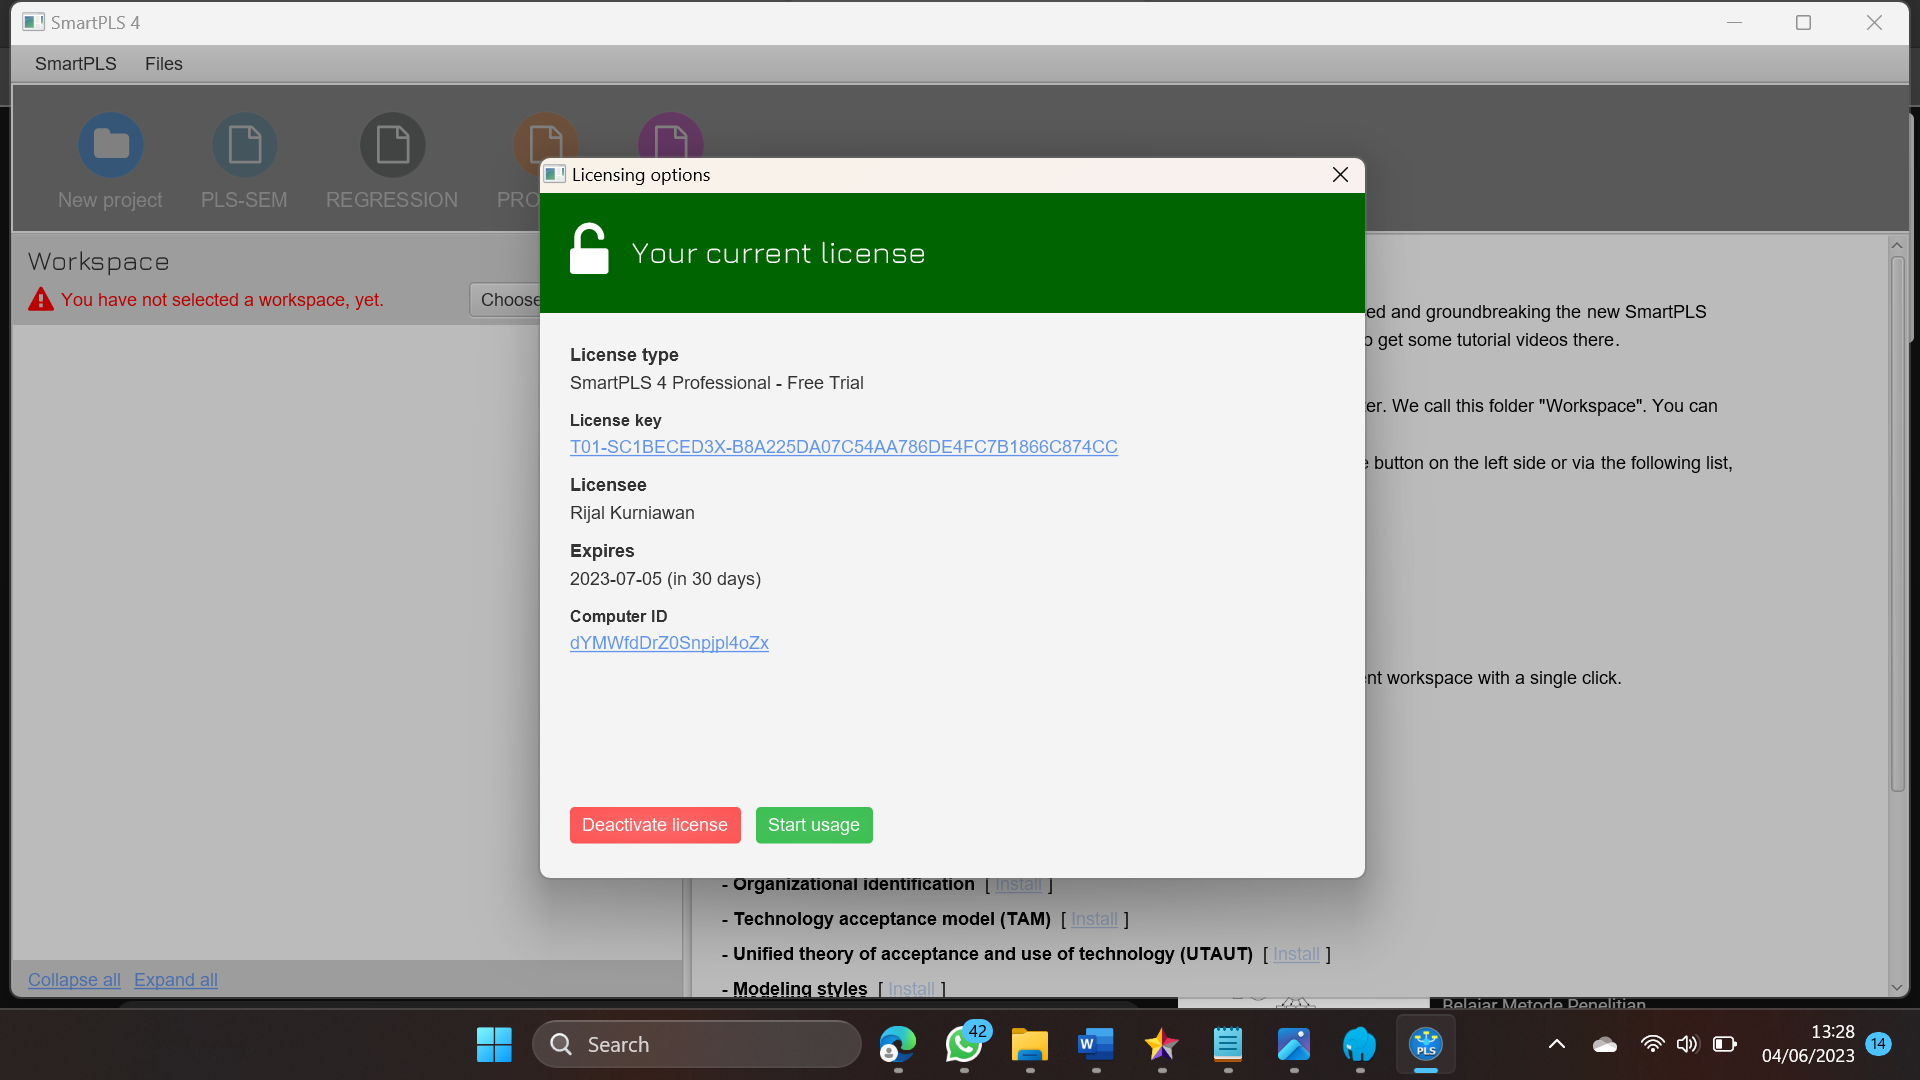 SmartPLS 4
SmartPLS Files
New project
PLS-SEM
REGRESSION
PRO
Licensing options
Your current license
Workspace
You have not selected a workspace, yet.
Choose
ed and groundbreaking the new SmartPLS
o get some tutorial videos there.
er. We call this folder "Workspace". You can
e button on the left side or via the following list,
nt workspace with a single click.
License type
SmartPLS 4 Professional - Free Trial
License key
T01-SC1BECED3X-B8A225DA07C54AA786DE4FC7B1866C874CC
Licensee
Rijal Kurniawan
Expires
2023-07-05 (in 30 days)
Computer ID
dYMWfdDrZ0Snpjpl4oZx
Deactivate license
Start usage
- Organizational identification [ Install ]
- Technology acceptance model (TAM) [ Install ]
- Unified theory of acceptance and use of technology (UTAUT) [ Install ]
- Modeling styles [ Install ]
Collapse all Expand all
Belajar Metode Penelitian
Search
42
W
PLS
13:28
04/06/2023
14